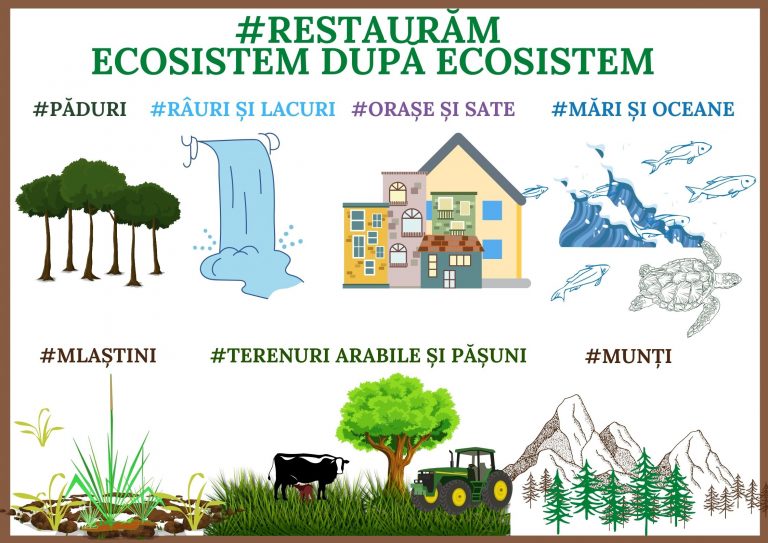 #RESTAURĂM
ECOSISTEM DUPĂ ECOSISTEM
#PĂDURI
#RÂURI ȘI LACURI
#ORAȘE ȘI SATE
#MĂRI ȘI OCEANE
#MLAȘTINI
#TERENURI ARABILE ȘI PĂȘUNI
#MUNȚI